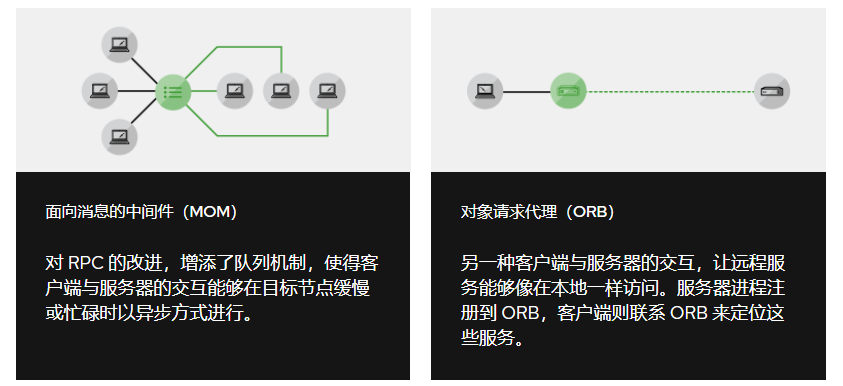 面向消息的中间件（MOM）
对 RPC 的改进，增添了队列机制，使得客
户端与服务器的交互能够在目标节点缓慢
或忙碌时以异步方式进行。
对象请求代理（ORB）
另一种客户端与服务器的交互，让远程服
务能够像在本地一样访问。服务器进程注
册到 ORB，客户端则联系 ORB 来定位这
些服务。